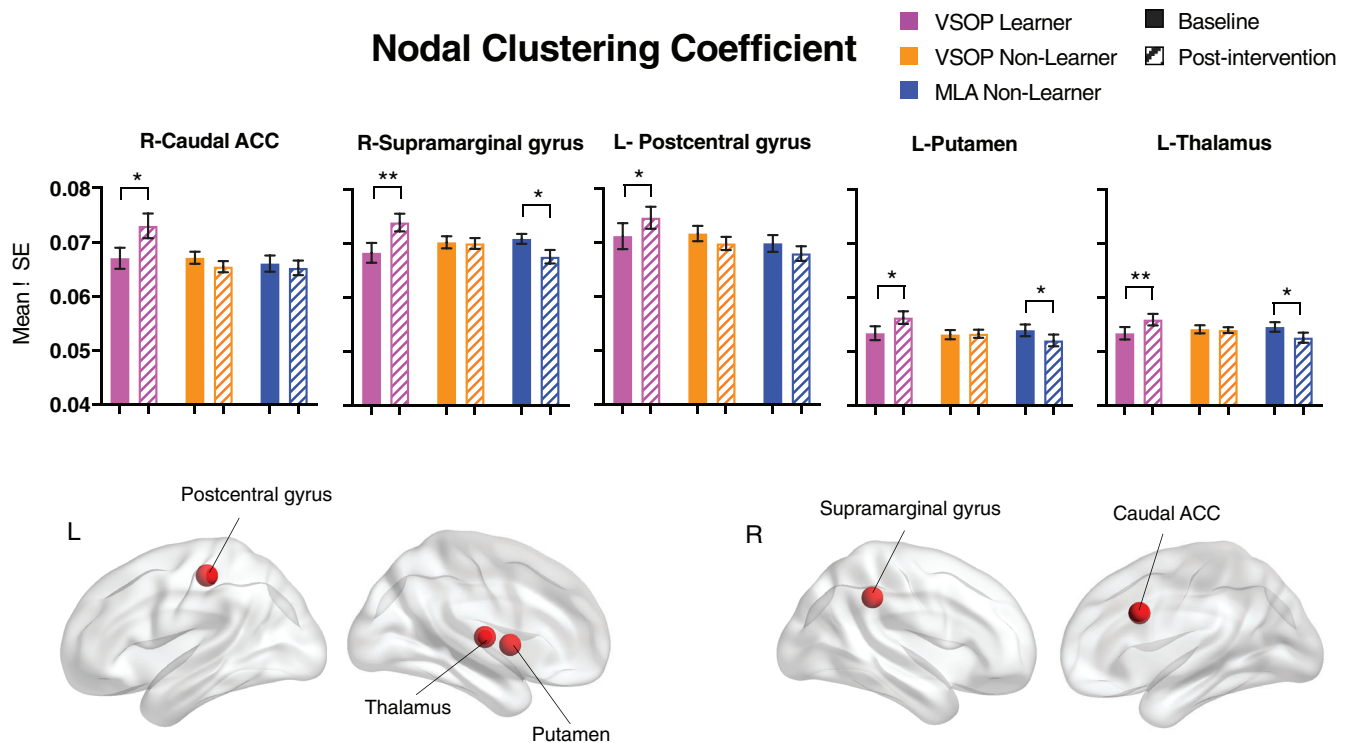 Nodal Clustering Coefficient
VSOP Learner
VSOP Non-Learner
MLA Non-Learner
Baseline
Post-intervention
R-Caudal ACC
R-Supramarginal gyrus
L- Postcentral gyrus
L-Putamen
L-Thalamus
Mean ! SE
0.08
0.07
0.06
0.05
0.04
*
**
*
*
*
*
**
*
L
Postcentral gyrus
Thalamus
Putamen
R
Supramarginal gyrus
Caudal ACC